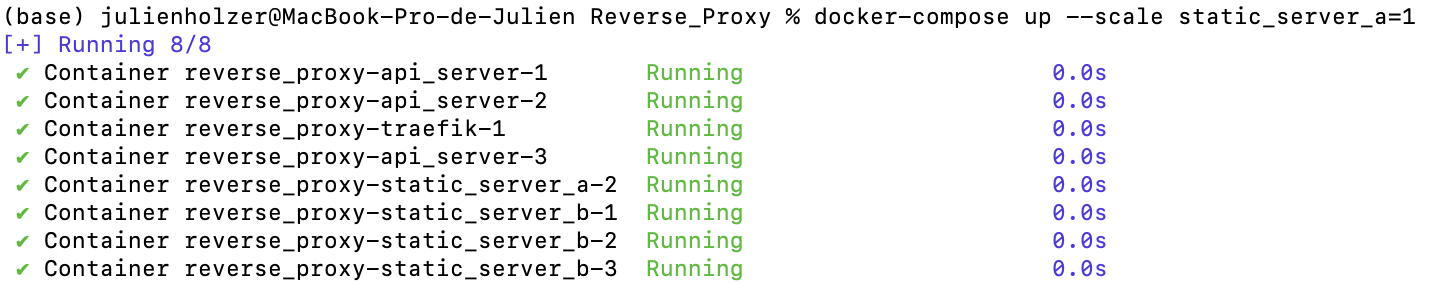 (base) julienholzer@MacBook-Pro-de-Julien Reverse_Proxy % docker-compose up --scale static_server_a=1
[+] Running 8/8
✔ Container reverse_proxy-api_server-1 Running 0.0s
✔ Container reverse_proxy-api_server-2 Running 0.0s
✔ Container reverse_proxy-traefik-1 Running 0.0s
✔ Container reverse_proxy-api_server-3 Running 0.0s
✔ Container reverse_proxy-static_server_a-2 Running 0.0s
✔ Container reverse_proxy-static_server_b-1 Running 0.0s
✔ Container reverse_proxy-static_server_b-2 Running 0.0s
✔ Container reverse_proxy-static_server_b-3 Running 0.0s